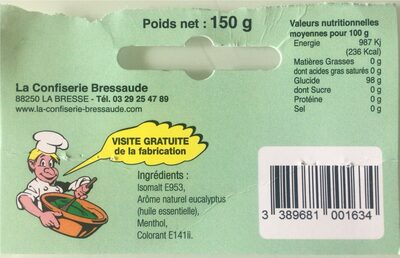 Poids net : 150 g
La Confiserie Bressaude
88250 LA BRESSE - Tél. 03 29 25 47 89
www.la-confiserie-bressaude.com
VISITE GRATUITE
de la fabrication
Ingrédients :
Isomalt E953,
Arôme naturel eucalyptus
(huile essentielle),
Menthol,
Colorant E141ii.
Valeurs nutritionnelles
moyennes pour 100 g
Energie 987 Kj
(236 Kcal)
Matières Grasses 0 g
dont acides gras saturés 0 g
Glucide 98 g
dont Sucre 0 g
Protéine 0 g
Sel 0 g
3 389681 001634